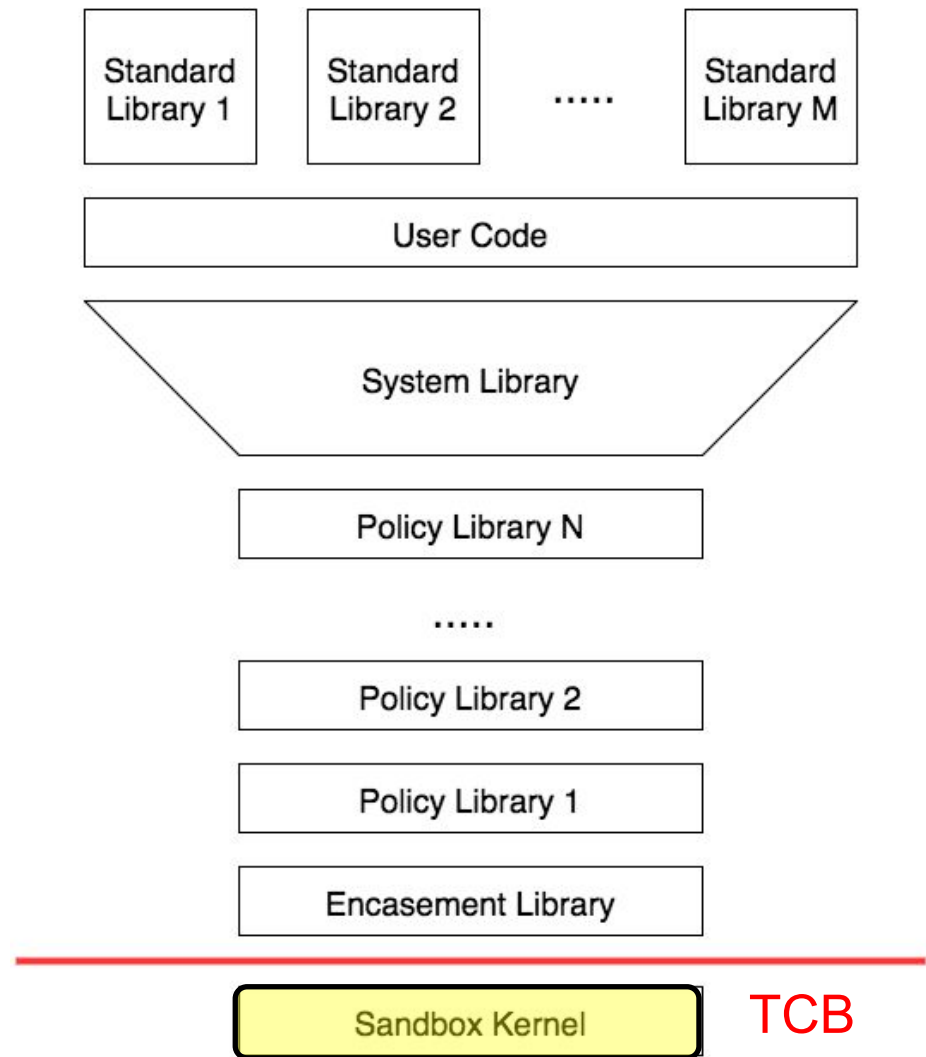 Standard
Library 1
Standard
Library 2
.....
Standard
Library M
User Code
System Library
Policy Library N
.....
Policy Library 2
Policy Library 1
Encasement Library
Sandbox Kernel
TCB